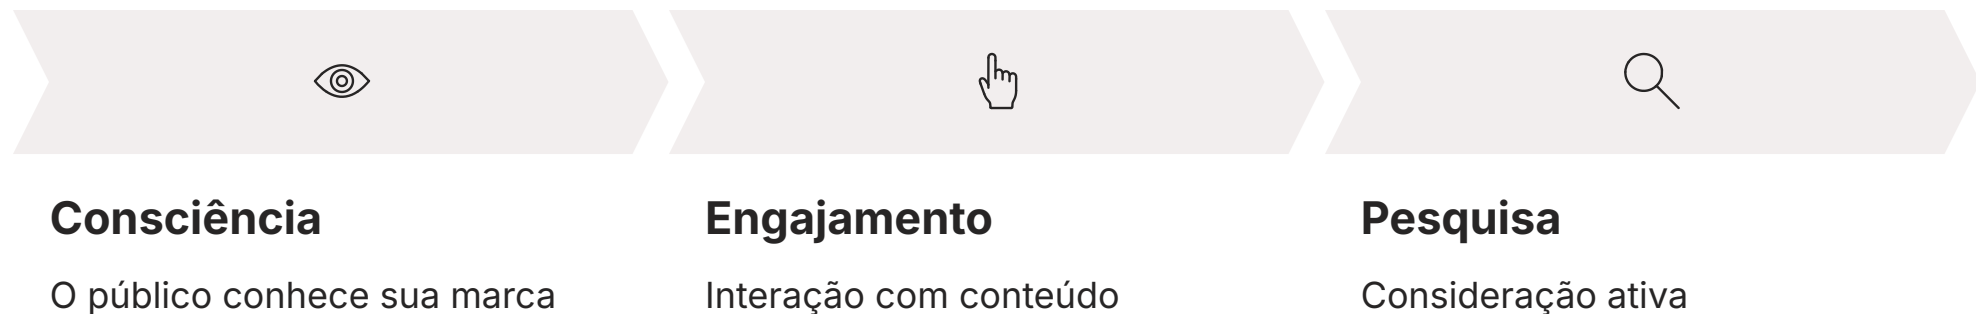 Consciência
O público conhece sua marca
Engajamento
Interação com conteúdo
Pesquisa
Consideração ativa